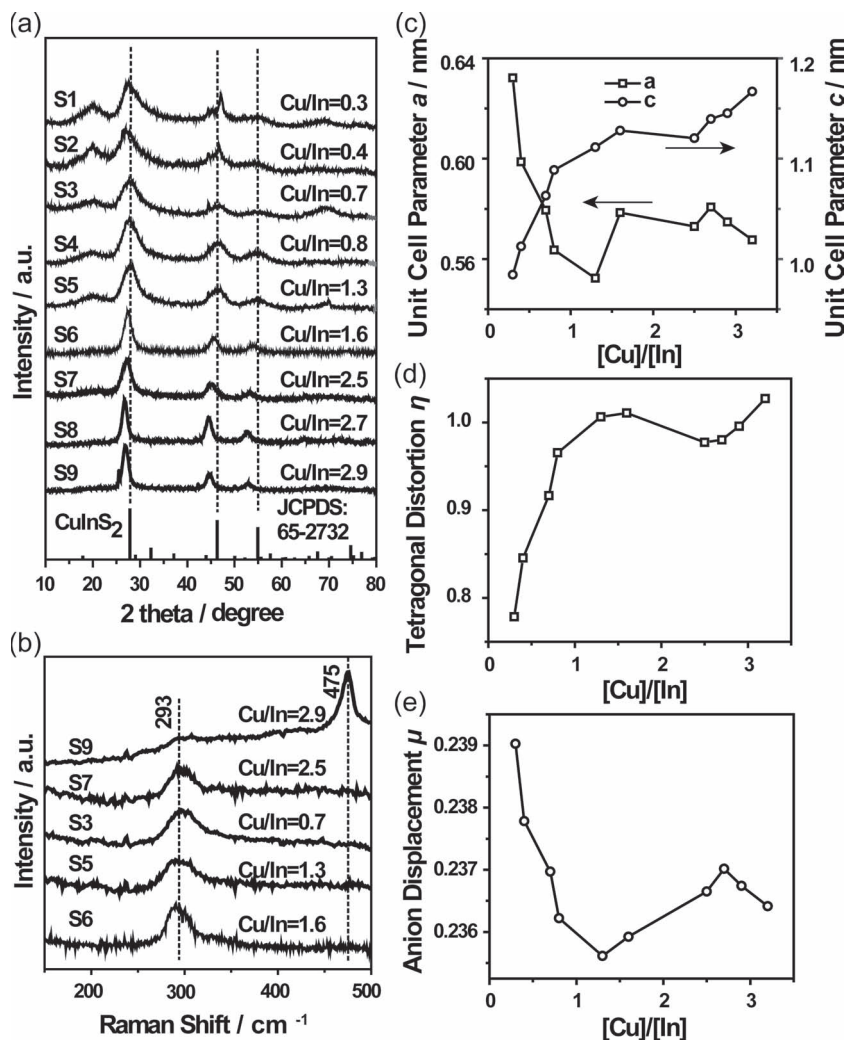 (a)
Intensity / a.u.
S1 Cu/In=0.3
S2 Cu/In=0.4
S3 Cu/In=0.7
S4 Cu/In=0.8
S5 Cu/In=1.3
S6 Cu/In=1.6
S7 Cu/In=2.5
S8 Cu/In=2.7
S9 Cu/In=2.9
CuInS2 JCPDS:
65-2732
10 20 30 40 50 60 70 80
2 theta / degree
(b)
Intensity / a.u.
293
475
S9 Cu/In=2.9
S7 Cu/In=2.5
S3 Cu/In=0.7
S5 Cu/In=1.3
S6 Cu/In=1.6
200 300 400 500
Raman Shift / cm -1
(c)
Unit Cell Parameter a / nm
0.64
0.60
0.56
a
c
1.2
1.1
1.0
Unit Cell Parameter c / nm
0 1 2 3
[Cu]/[In]
(d)
Tetragonal Distortion η
1.0
0.9
0.8
0 1 2 3
[Cu]/[In]
(e)
Anion Displacement μ
0.239
0.238
0.237
0.236
0 1 2 3
[Cu]/[In]